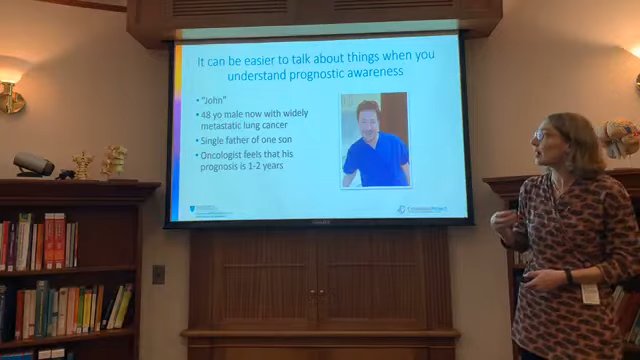 It can be easier to talk about things when you
understand prognostic awareness
• "John"
• 48 yo male now with widely
metastatic lung cancer
• Single father of one son
• Oncologist feels that his
prognosis is 1-2 years